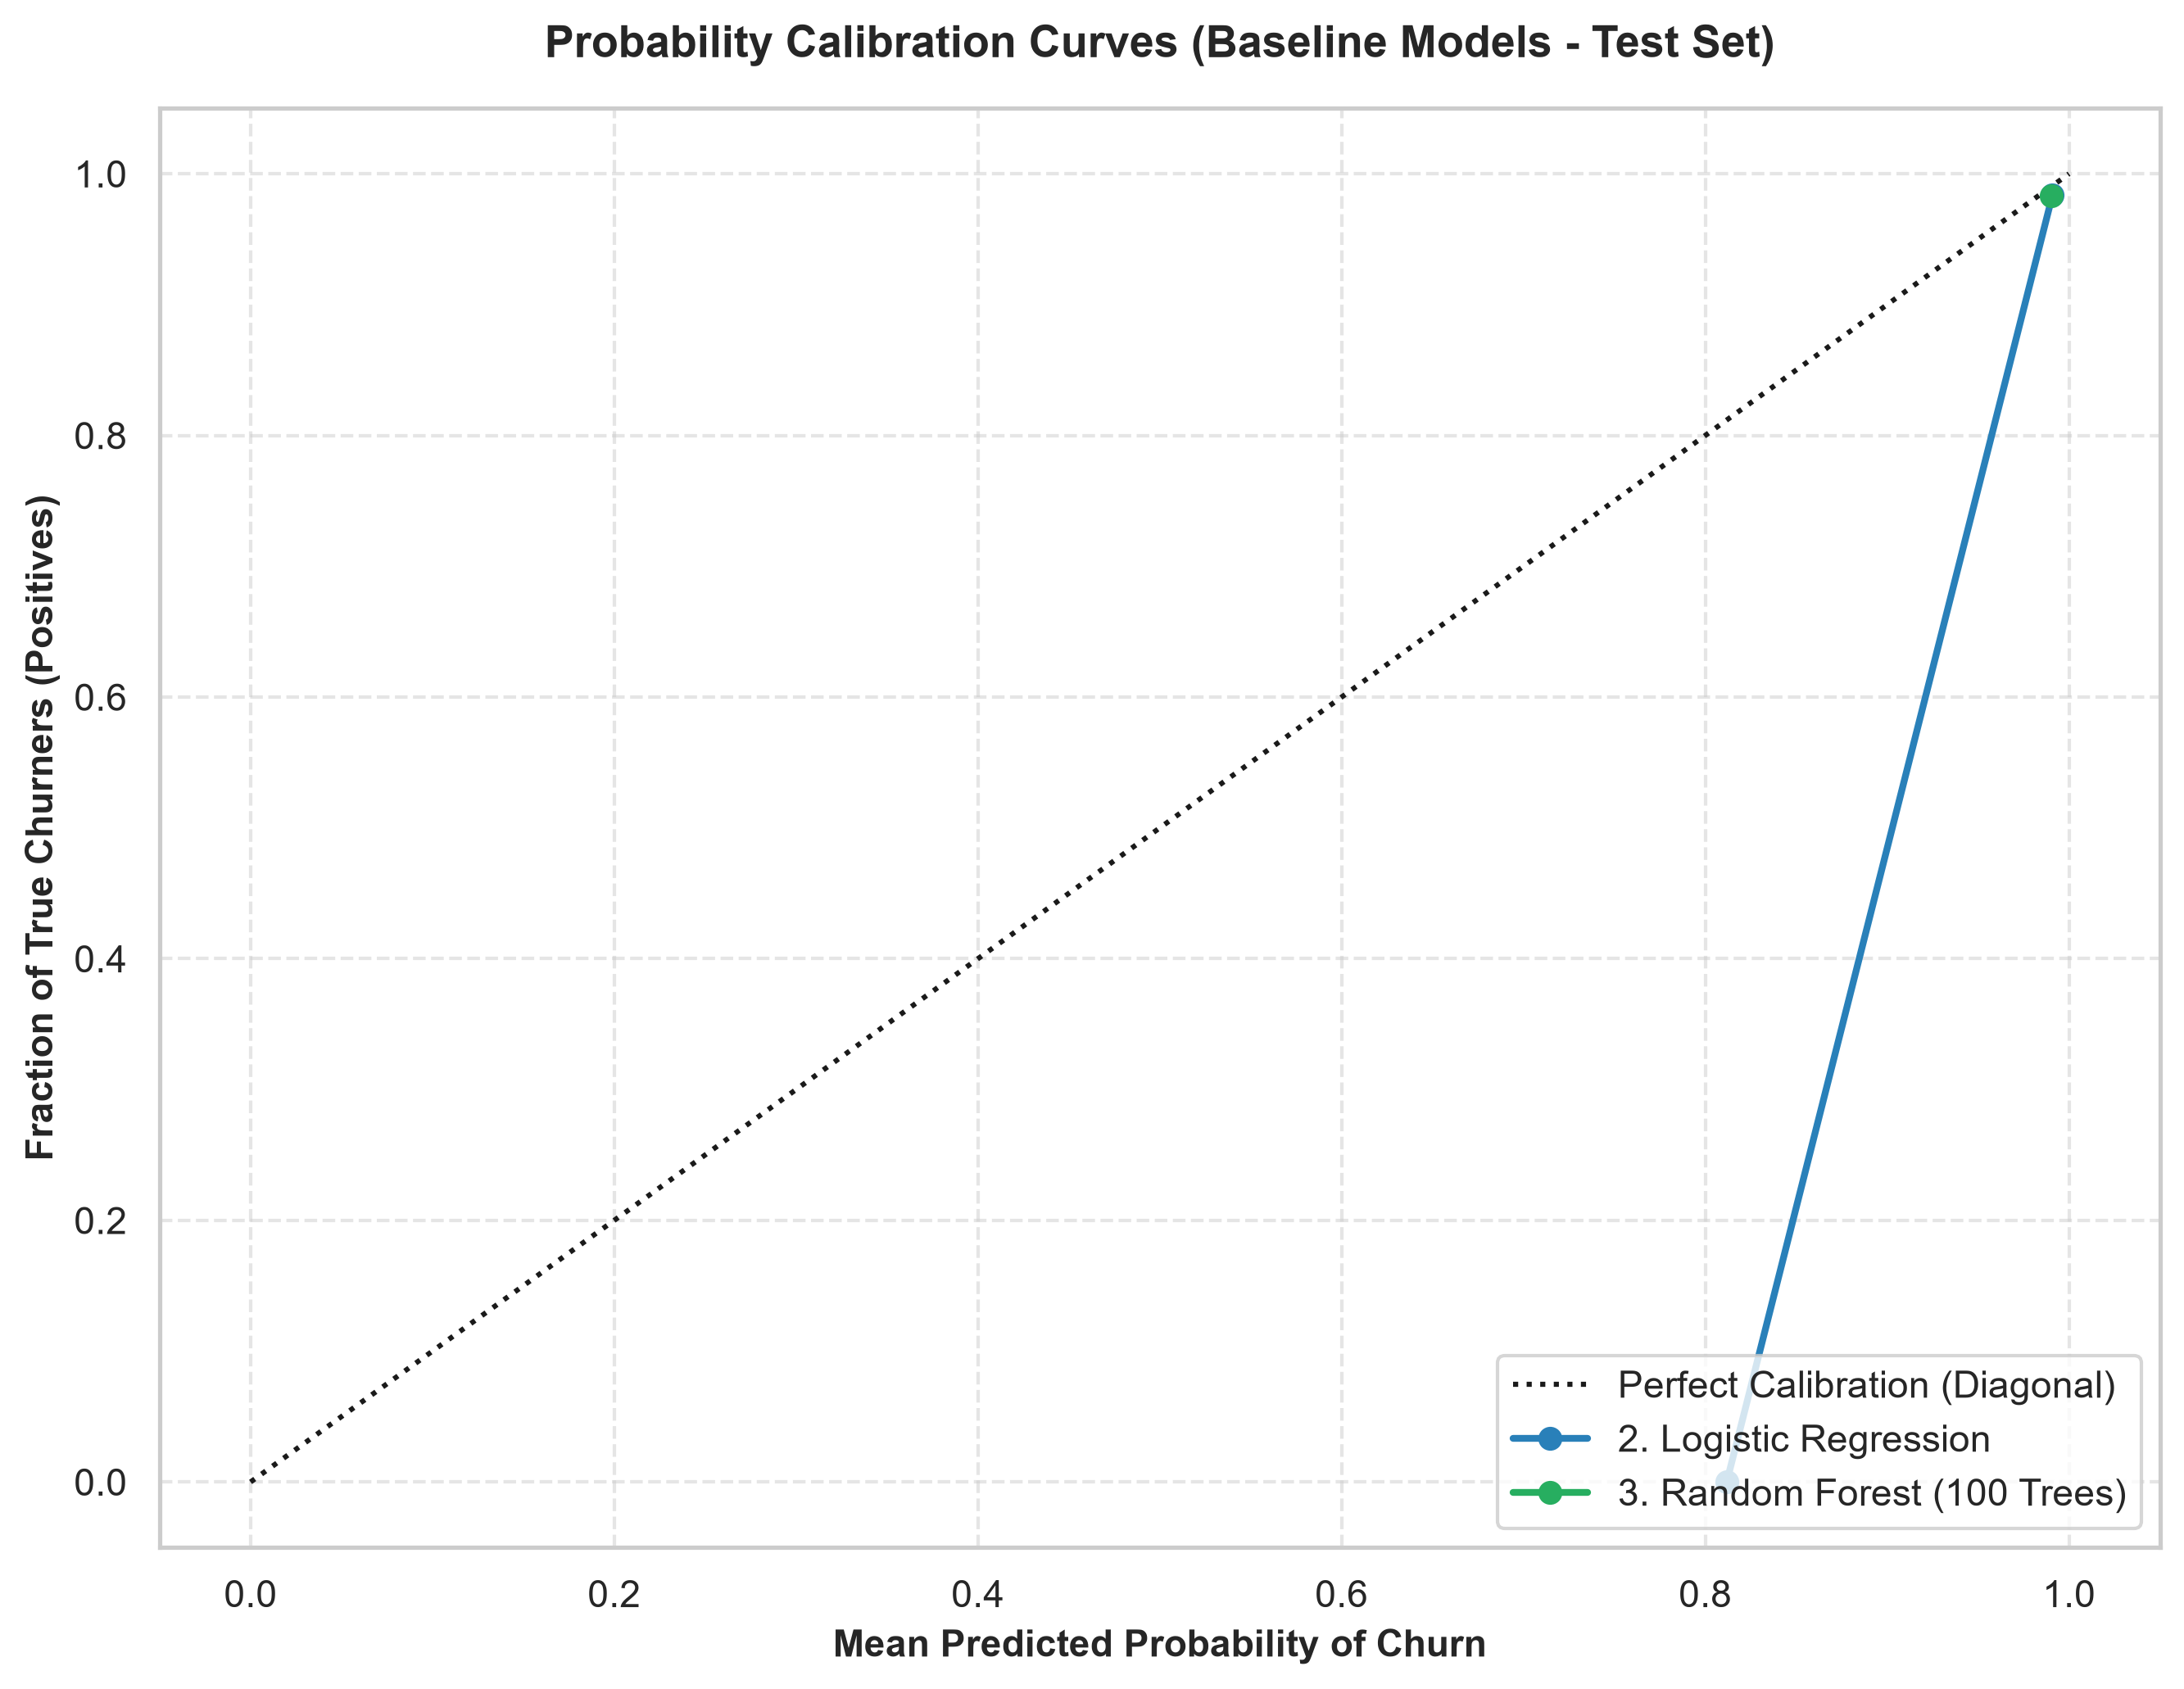 Probability Calibration Curves (Baseline Models - Test Set)
Fraction of True Churners (Positives)
1.0
0.8
0.6
0.4
0.2
0.0
Perfect Calibration (Diagonal)
2. Logistic Regression
3. Random Forest (100 Trees)
0.0 0.2 0.4 0.6 0.8 1.0
Mean Predicted Probability of Churn